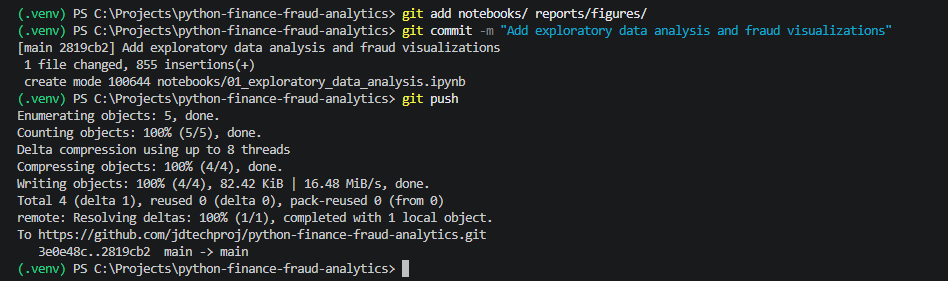 (.venv) PS C:\Projects\python-finance-fraud-analytics> git add notebooks/ reports/figures/
(.venv) PS C:\Projects\python-finance-fraud-analytics> git commit -m "Add exploratory data analysis and fraud visualizations"
[main 2819cb2] Add exploratory data analysis and fraud visualizations
 1 file changed, 855 insertions(+)
 create mode 100644 notebooks/01_exploratory_data_analysis.ipynb
(.venv) PS C:\Projects\python-finance-fraud-analytics> git push
Enumerating objects: 5, done.
Counting objects: 100% (5/5), done.
Delta compression using up to 8 threads
Compressing objects: 100% (4/4), done.
Writing objects: 100% (4/4), 82.42 KiB | 16.48 MiB/s, done.
Total 4 (delta 1), reused 0 (delta 0), pack-reused 0 (from 0)
remote: Resolving deltas: 100% (1/1), completed with 1 local object.
To https://github.com/jdtechproj/python-finance-fraud-analytics.git
   3e0e48c..2819cb2  main -> main
(.venv) PS C:\Projects\python-finance-fraud-analytics>